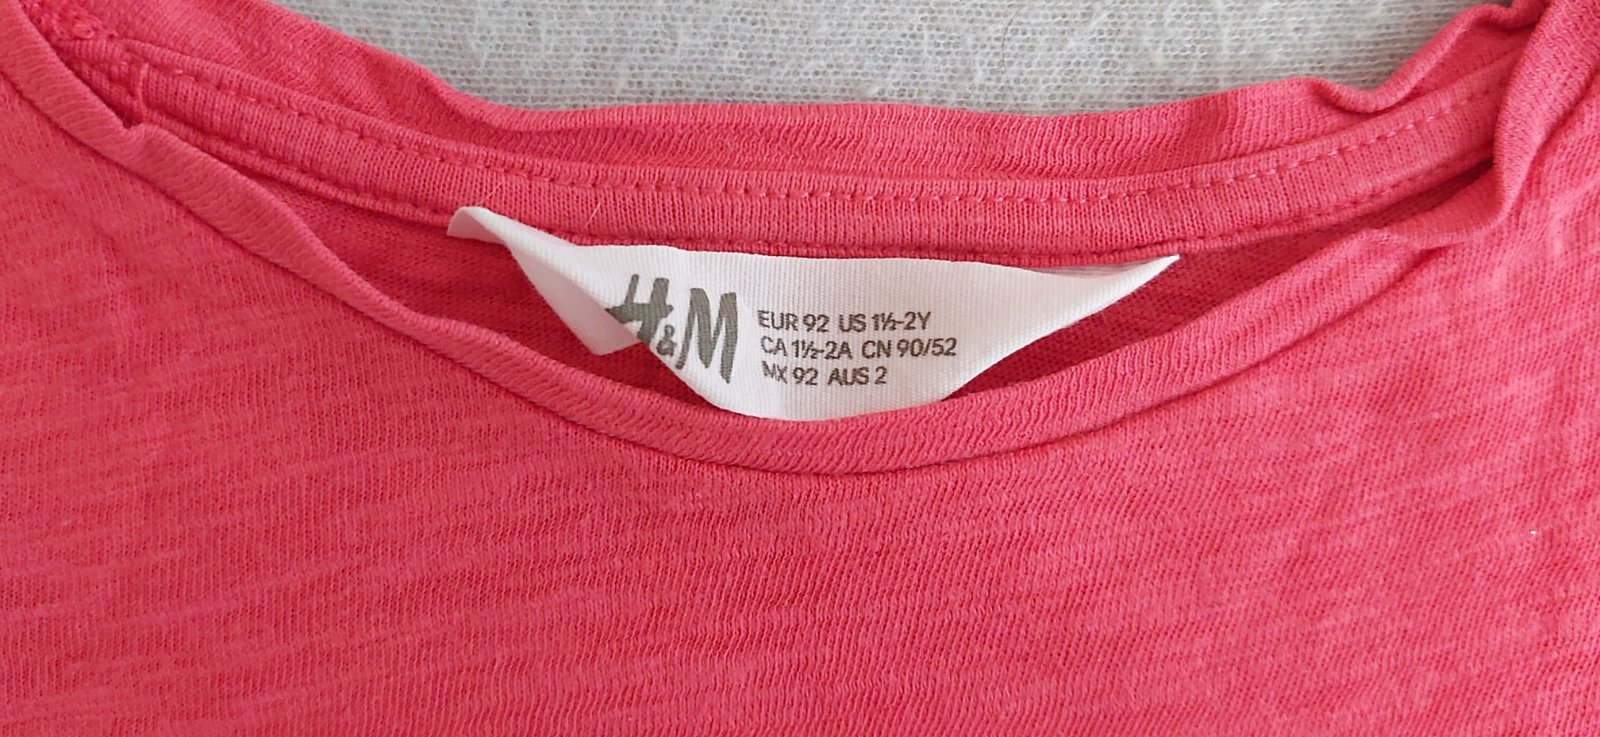 H&M
EUR 92 US 1½-2Y
CA 1½-2A CN 90/52
MX 92 AUS 2